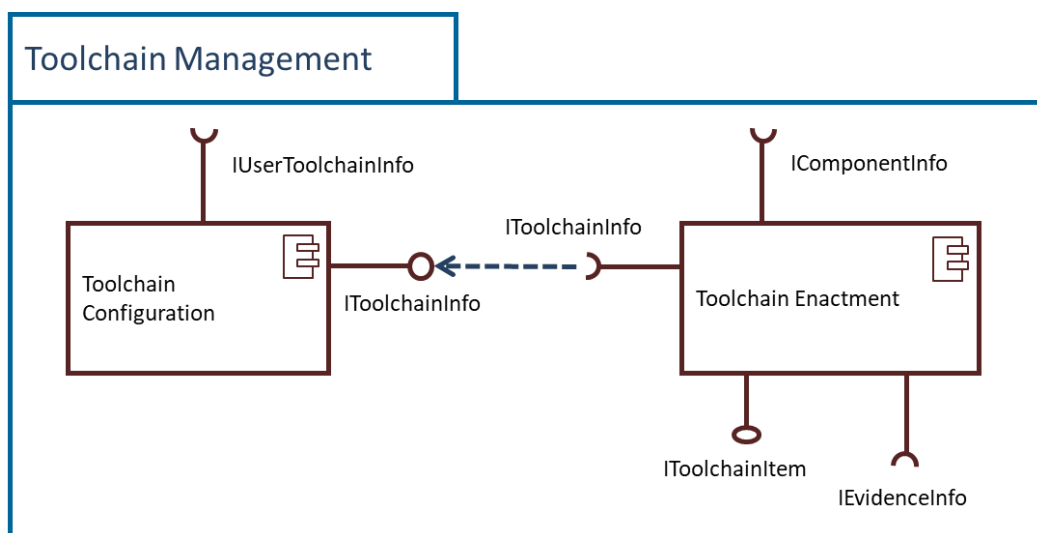 Toolchain Management
IUserToolchainInfo
IComponentInfo
IToolchainInfo
Toolchain
Configuration
IToolchainInfo
Toolchain Enactment
IToolchainItem
IEvidenceInfo